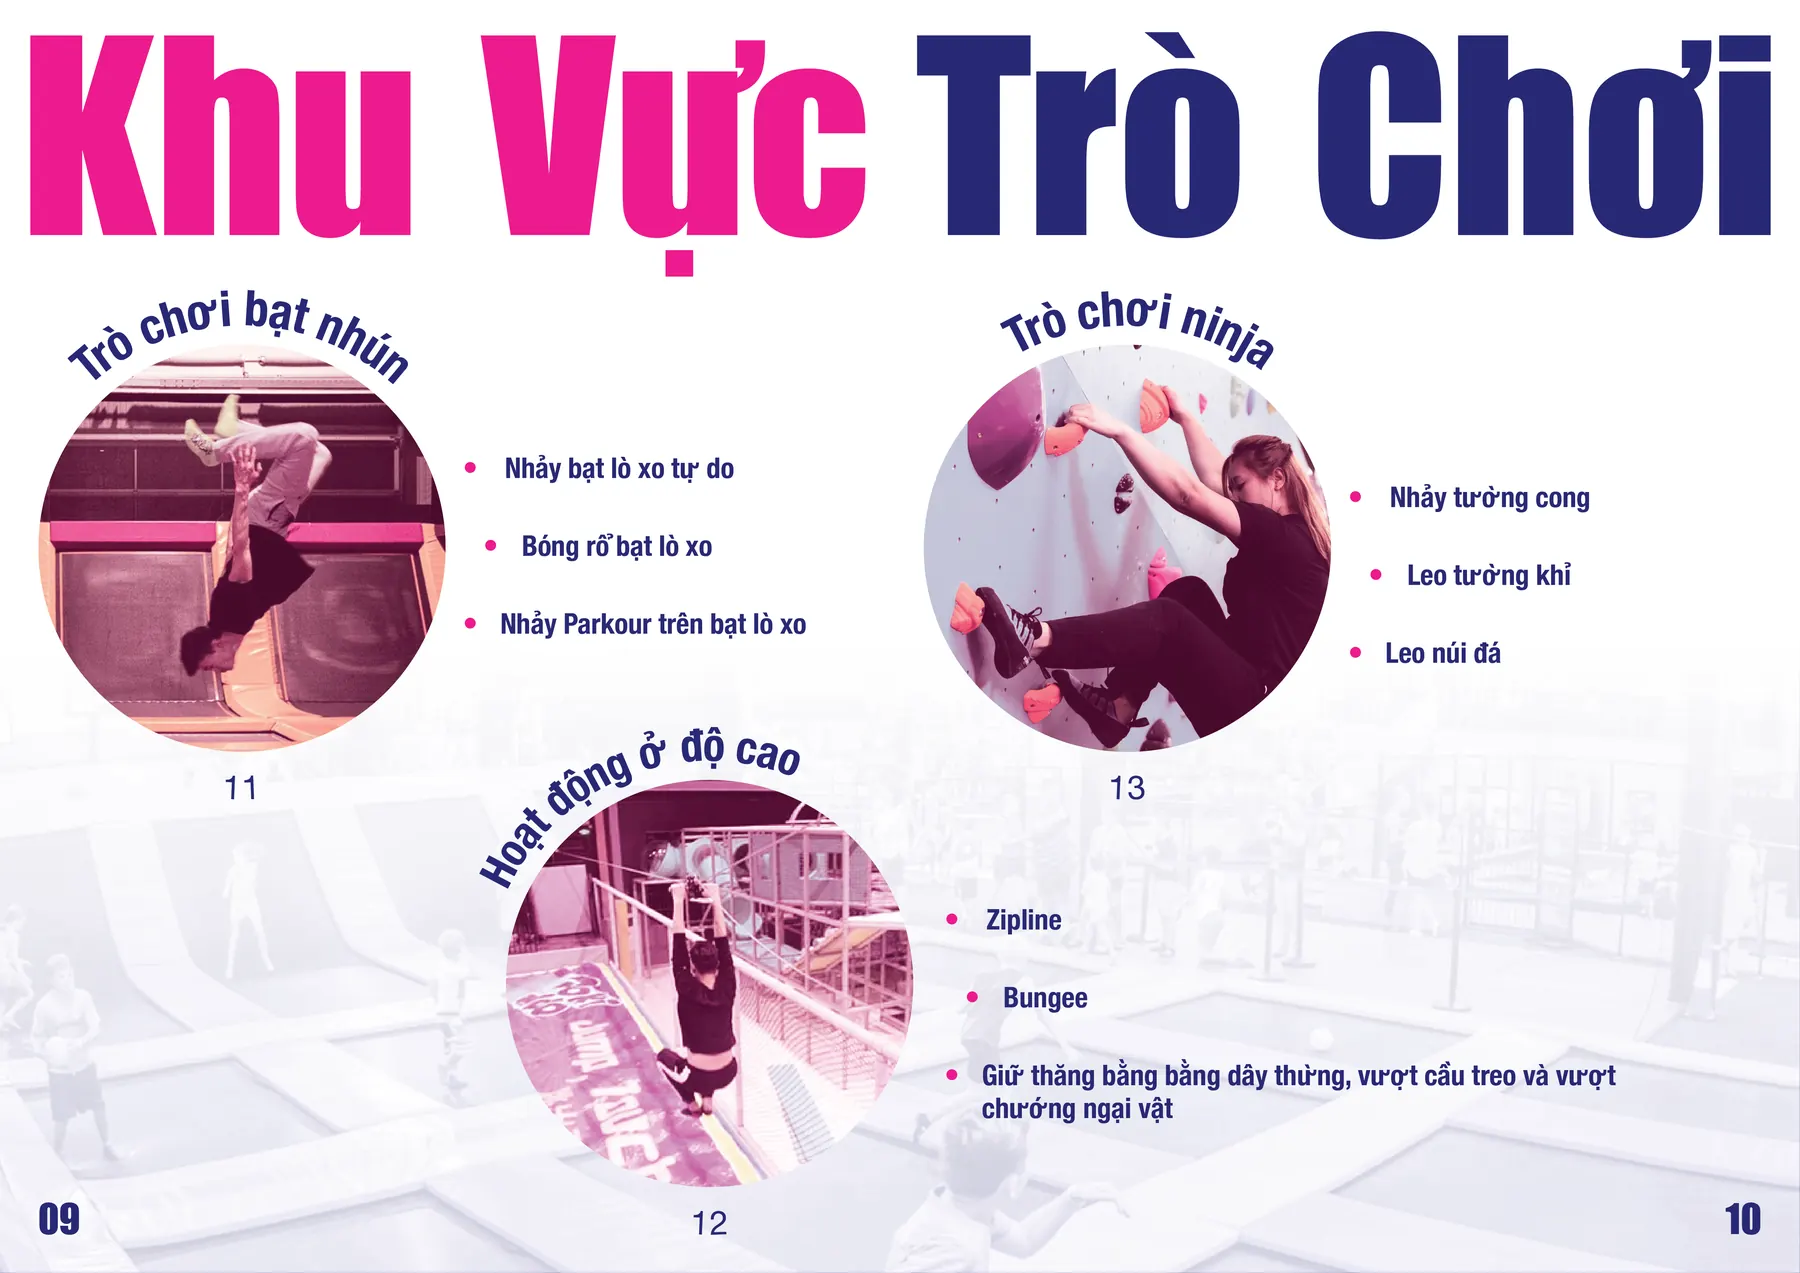 Khu Vực Trò Chơi
Trò chơi bạt nhún
Nhảy bạt lò xo tự do
Bóng rổ bạt lò xo
Nhảy Parkour trên bạt lò xo
11
Trò chơi ninja
Nhảy tường cong
Leo tường khỉ
Leo núi đá
13
Hoạt động ở độ cao
JUMP
Zipline
Bungee
Giữ thăng bằng bằng dây thừng, vượt cầu treo và vượt
chướng ngại vật
12
09
10